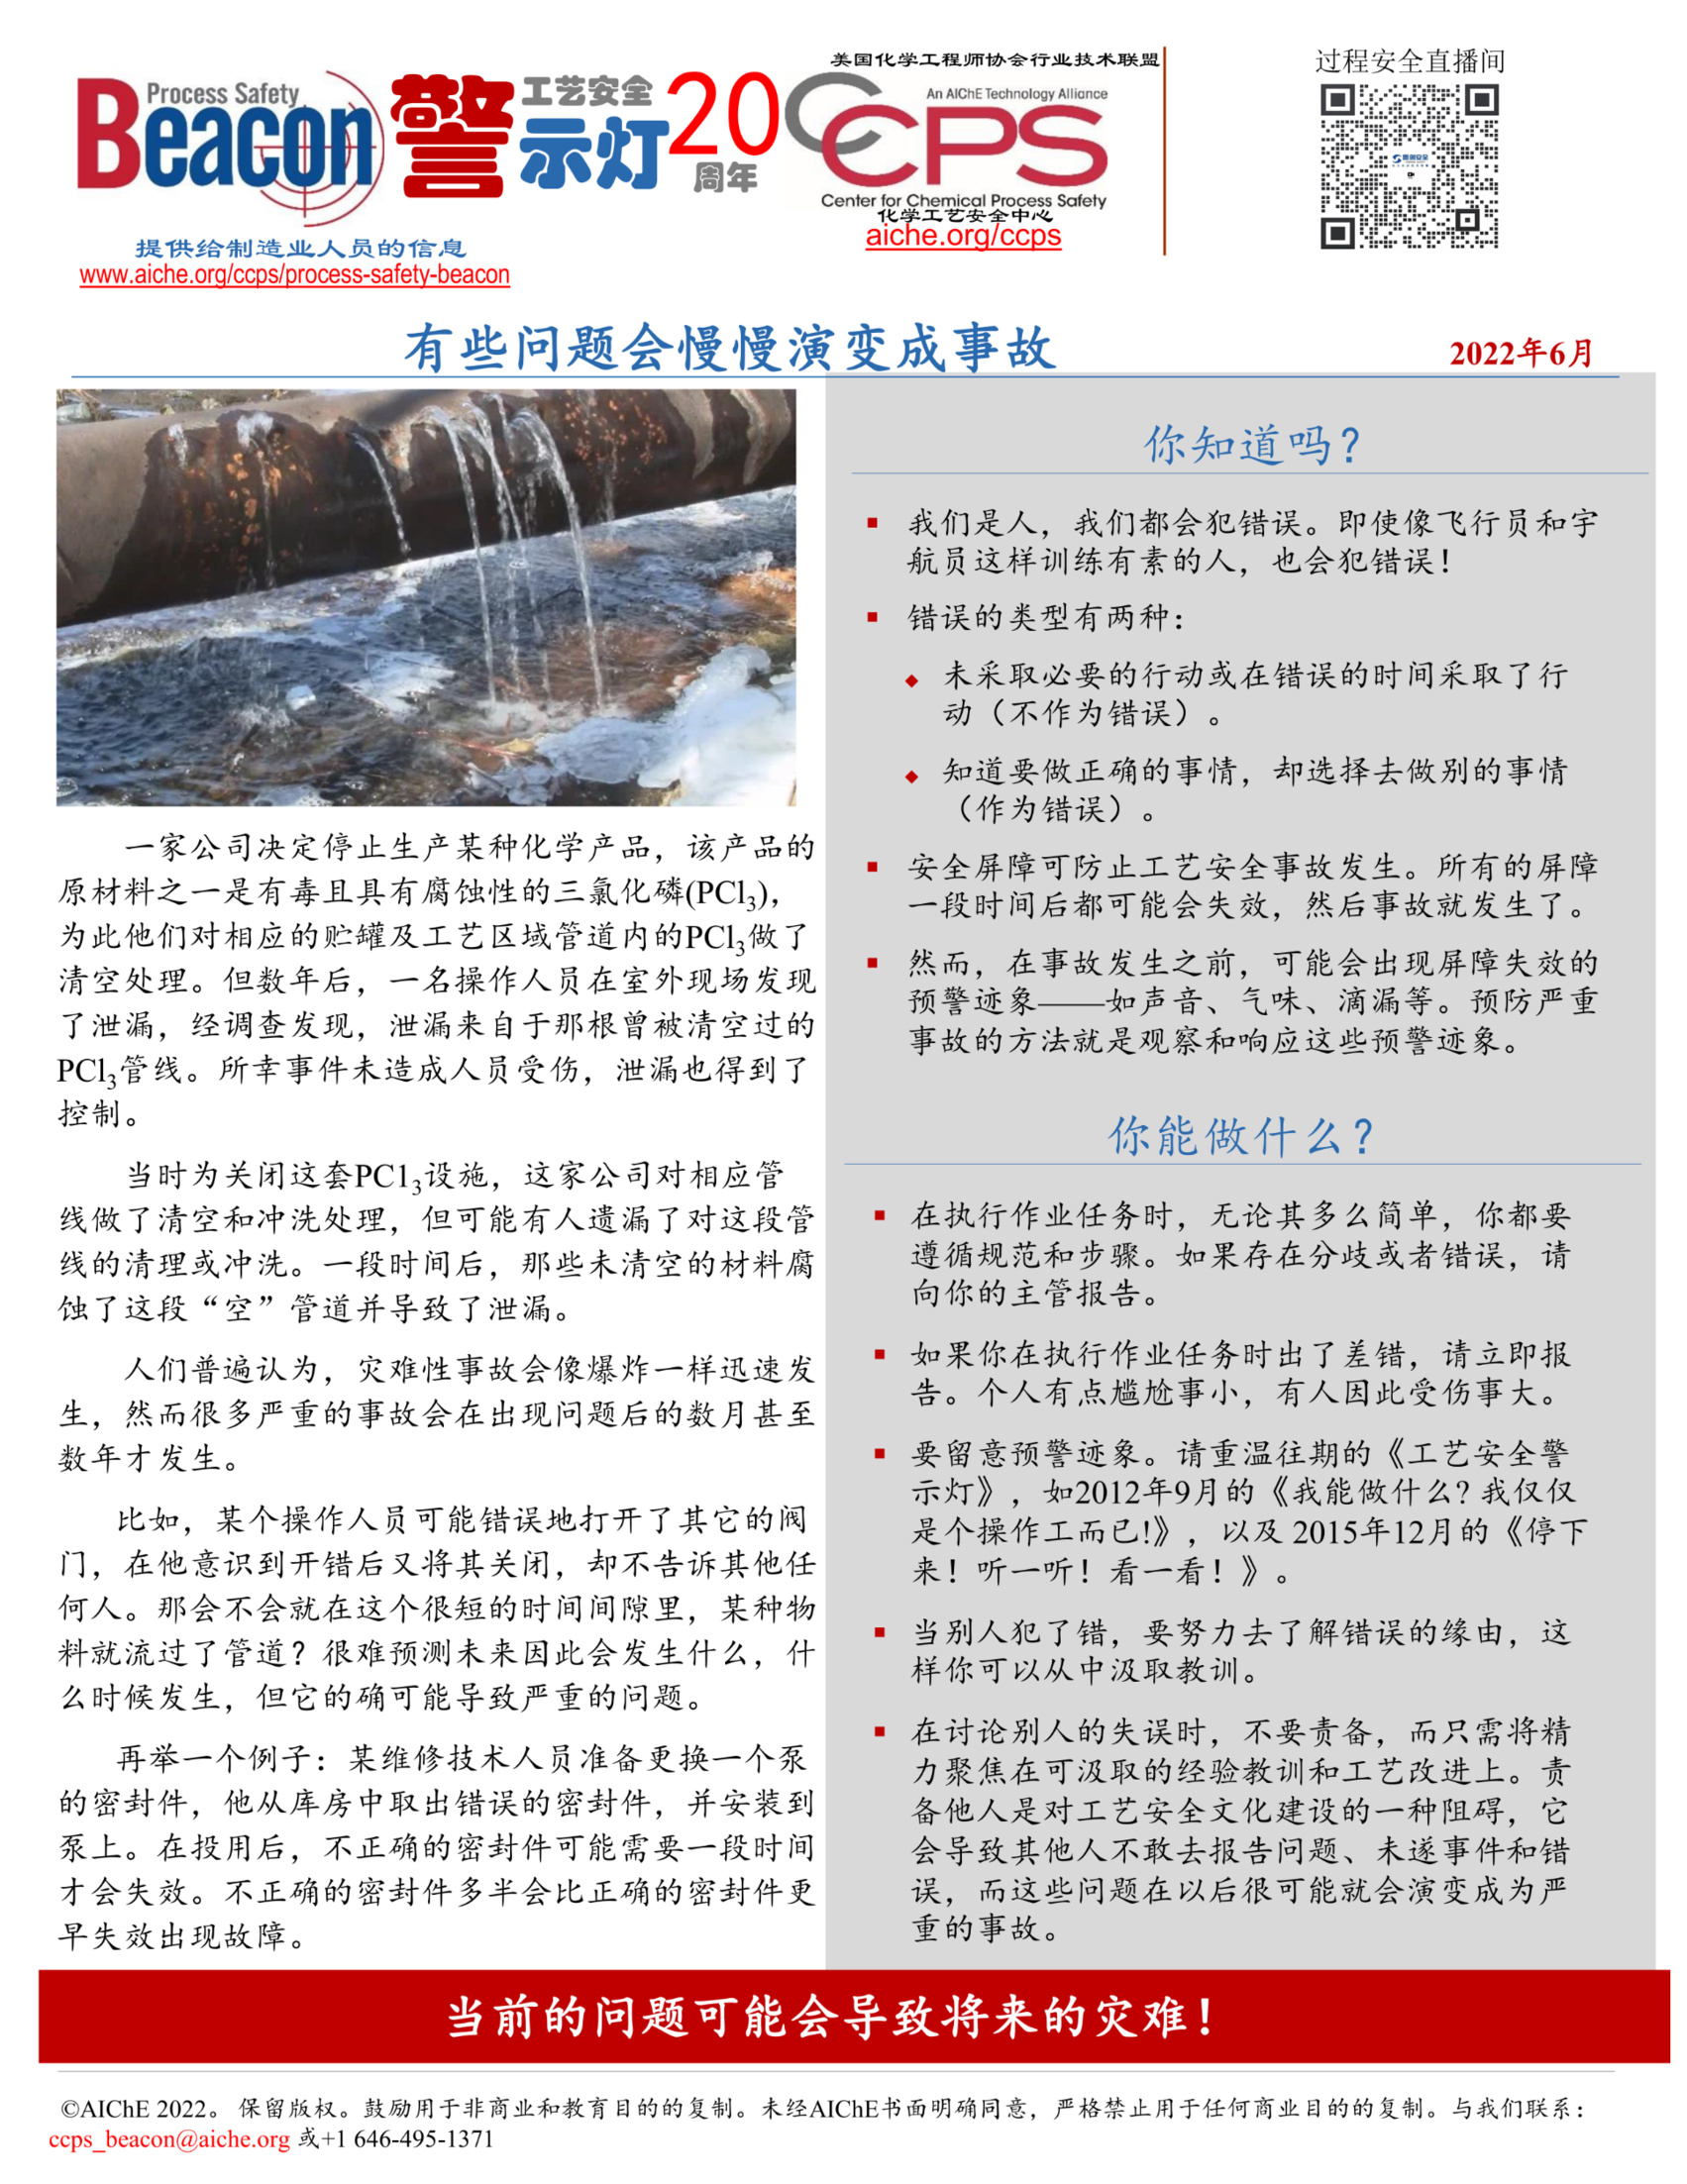 Process Safety
Beacon
警示灯
工艺安全
20
周年
美国化学工程师协会行业技术联盟
An AIChE Technology Alliance
CCPS
Center for Chemical Process Safety
化学工艺安全中心
aiche.org/ccps
过程安全直播间
提供给制造业人员的信息
www.aiche.org/ccps/process-safety-beacon
有些问题会慢慢演变成事故
2022年6月
一家公司决定停止生产某种化学产品，该产品的
原材料之一是有毒且具有腐蚀性的三氯化磷(PCl₃)，
为此他们对相应的贮罐及工艺区域管道内的PCl₃做了
清空处理。但数年后，一名操作人员在室外现场发现
了泄漏，经调查发现，泄漏来自于那根曾被清空过的
PCl₃管线。所幸事件未造成人员受伤，泄漏也得到了
控制。
当时为关闭这套PC1₃设施，这家公司对相应管
线做了清空和冲洗处理，但可能有人遗漏了对这段管
线的清理或冲洗。一段时间后，那些未清空的材料腐
蚀了这段“空”管道并导致了泄漏。
人们普遍认为，灾难性事故会像爆炸一样迅速发
生，然而很多严重的事故会在出现问题后的数月甚至
数年才发生。
比如，某个操作人员可能错误地打开了其它的阀
门，在他意识到开错后又将其关闭，却不告诉其他任
何人。那会不会就在这个很短的时间间隙里，某种物
料就流过了管道？很难预测未来因此会发生什么，什
么时候发生，但它的确可能导致严重的问题。
再举一个例子：某维修技术人员准备更换一个泵
的密封件，他从库房中取出错误的密封件，并安装到
泵上。在投用后，不正确的密封件可能需要一段时间
才会失效。不正确的密封件多半会比正确的密封件更
早失效出现故障。
你知道吗？
▪ 我们是人，我们都会犯错误。即使像飞行员和宇
航员这样训练有素的人，也会犯错误！
▪ 错误的类型有两种：
◆ 未采取必要的行动或在错误的时间采取了行
动（不作为错误）。
◆ 知道要做正确的事情，却选择去做别的事情
（作为错误）。
▪ 安全屏障可防止工艺安全事故发生。所有的屏障
一段时间后都可能会失效，然后事故就发生了。
▪ 然而，在事故发生之前，可能会出现屏障失效的
预警迹象——如声音、气味、滴漏等。预防严重
事故的方法就是观察和响应这些预警迹象。
你能做什么？
▪ 在执行作业任务时，无论其多么简单，你都要
遵循规范和步骤。如果存在分歧或者错误，请
向你的主管报告。
▪ 如果你在执行作业任务时出了差错，请立即报
告。个人有点尴尬事小，有人因此受伤事大。
▪ 要留意预警迹象。请重温往期的《工艺安全警
示灯》，如2012年9月的《我能做什么? 我仅仅
是个操作工而已!》，以及 2015年12月的《停下
来！听一听！看一看！》。
▪ 当别人犯了错，要努力去了解错误的缘由，这
样你可以从中汲取教训。
▪ 在讨论别人的失误时，不要责备，而只需将精
力聚焦在可汲取的经验教训和工艺改进上。责
备他人是对工艺安全文化建设的一种阻碍，它
会导致其他人不敢去报告问题、未遂事件和错
误，而这些问题在以后很可能就会演变成为严
重的事故。
当前的问题可能会导致将来的灾难！
©AIChE 2022。 保留版权。鼓励用于非商业和教育目的的复制。未经AIChE书面明确同意，严格禁止用于任何商业目的的复制。与我们联系：
ccps_beacon@aiche.org 或+1 646-495-1371